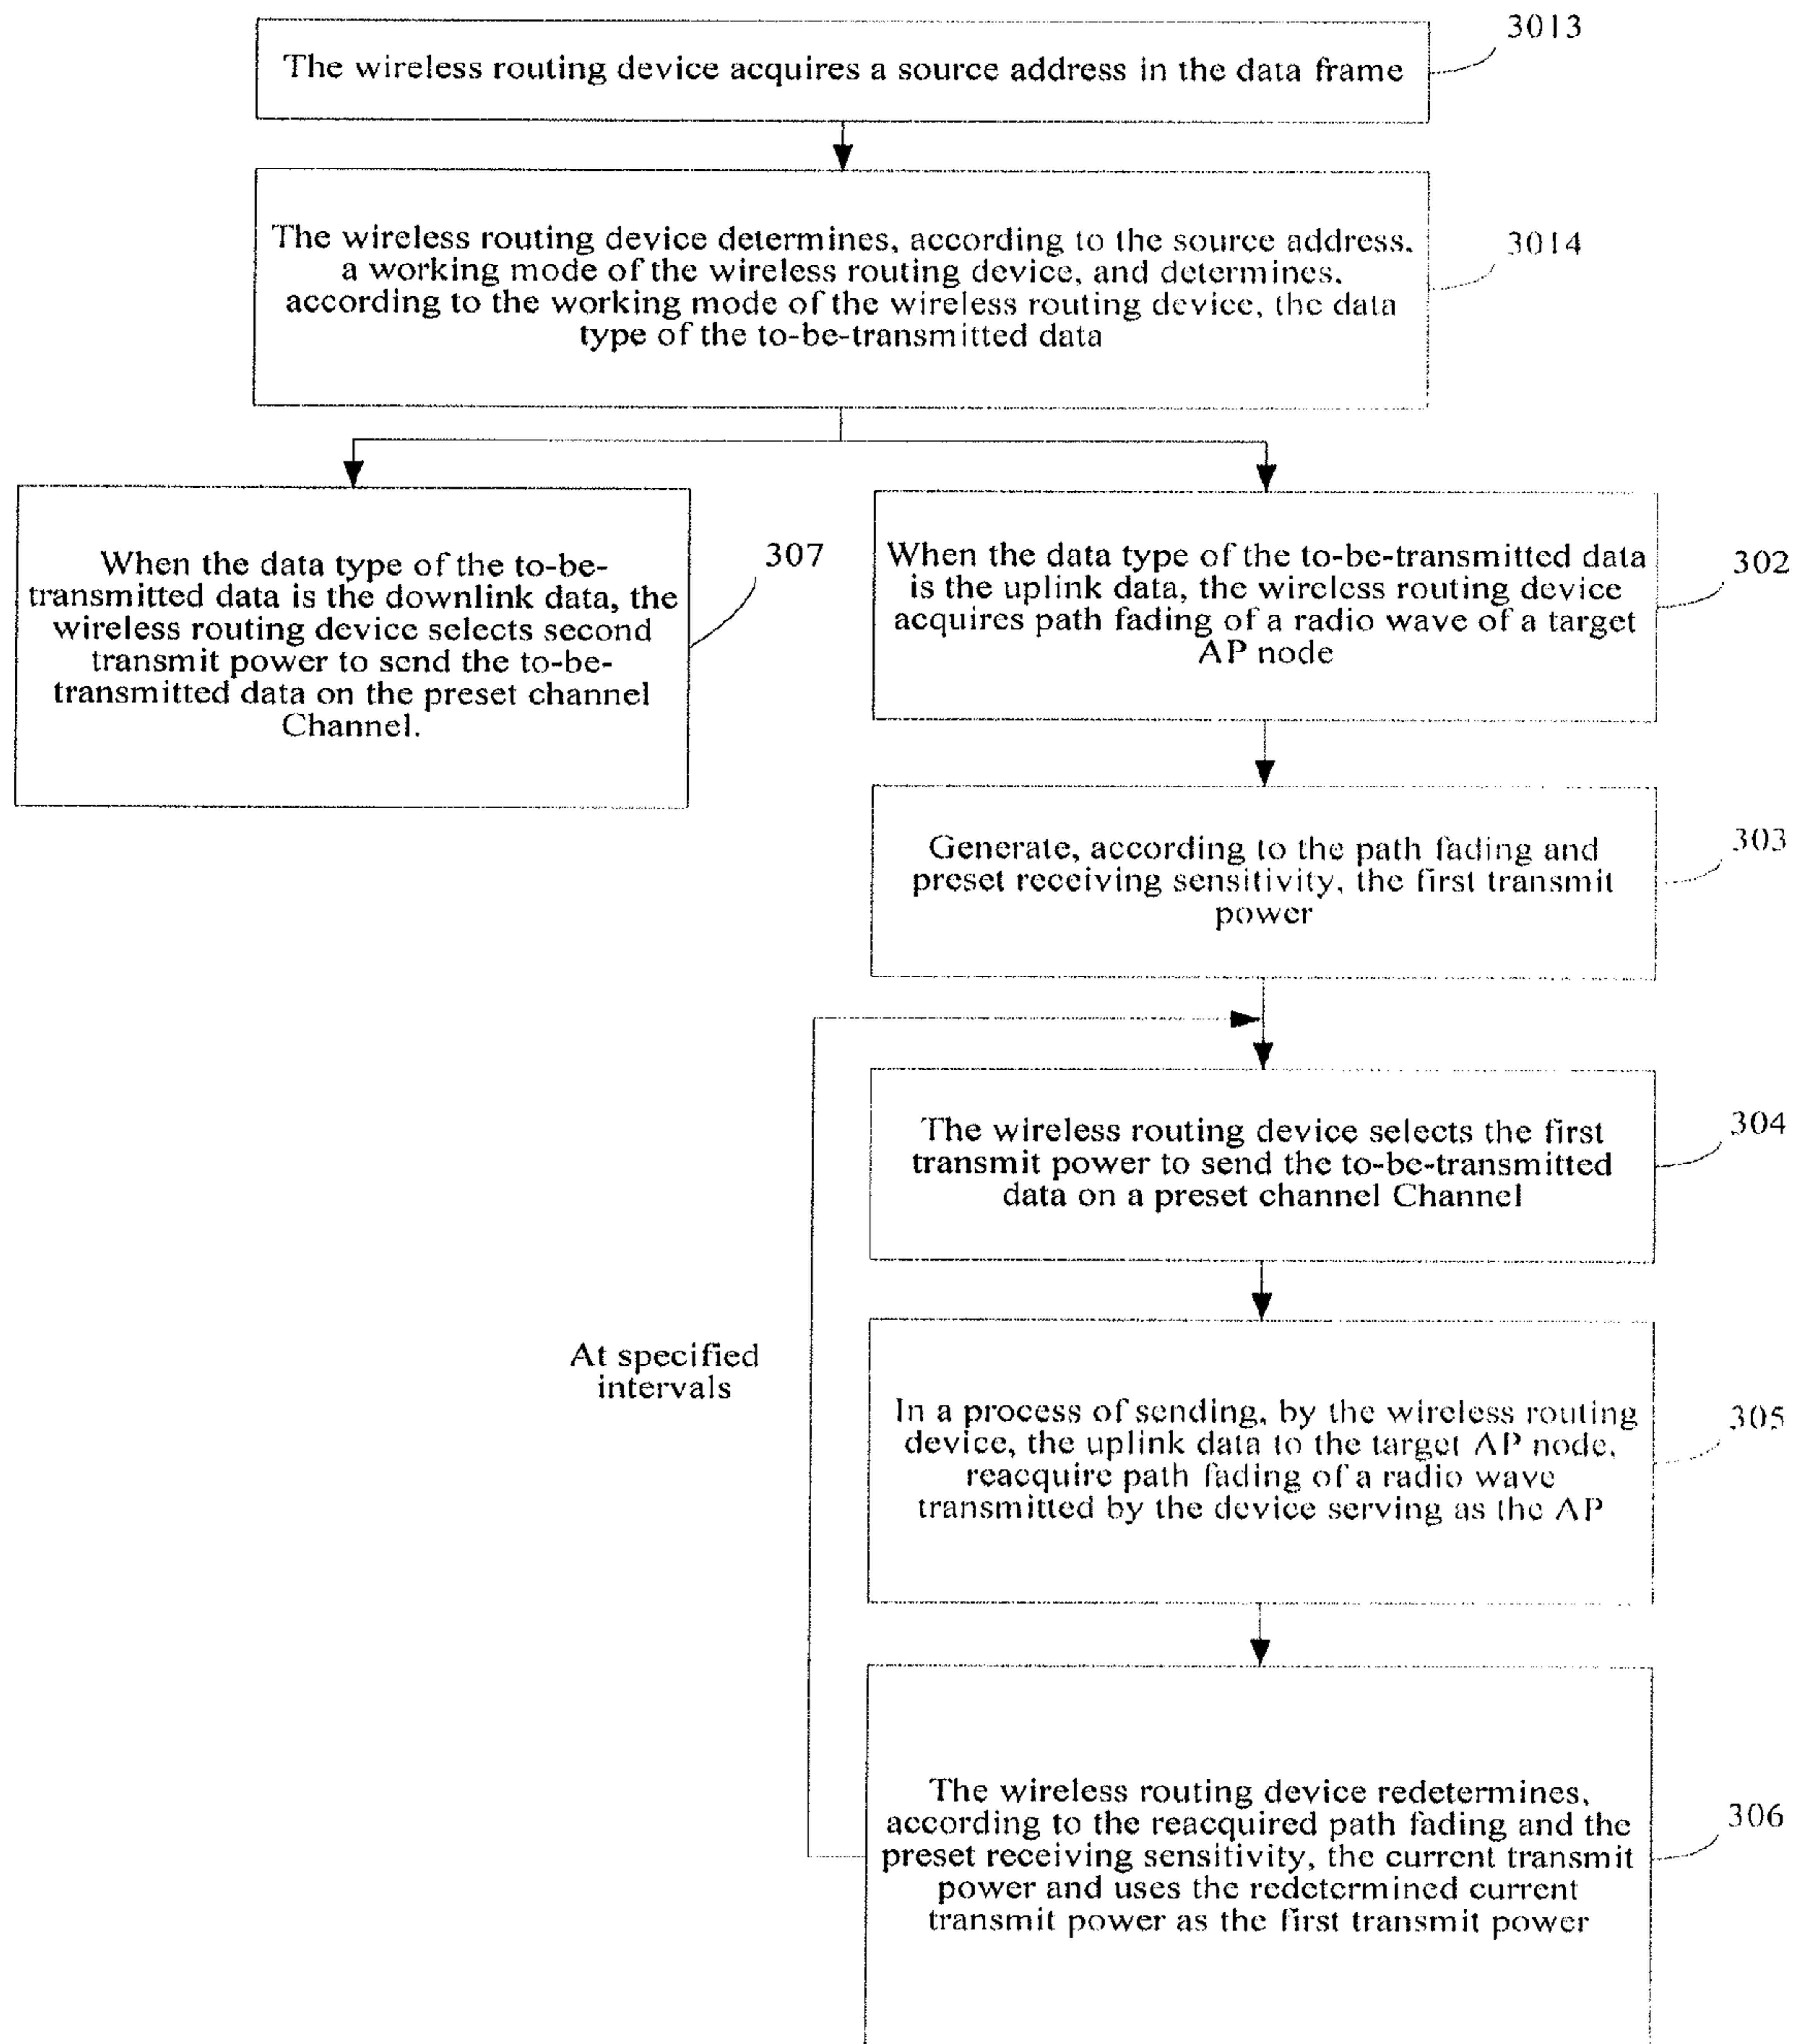 3013
The wireless routing device acquires a source address in the data frame
The wireless routing device determines, according to the source address,
a working mode of the wireless routing device, and determines,
according to the working mode of the wireless routing device, the data
type of the to-be-transmitted data
3014
When the data type of the to-be-
transmitted data is the downlink data, the
wireless routing device selects second
transmit power to send the to-be-
transmitted data on the preset channel
Channel.
307
When the data type of the to-be-transmitted data
is the uplink data, the wireless routing device
acquires path fading of a radio wave of a target
AP node
302
Generate, according to the path fading and
preset receiving sensitivity, the first transmit
power
303
The wireless routing device selects the first
transmit power to send the to-be-transmitted
data on a preset channel Channel
304
At specified
intervals
In a process of sending, by the wireless routing
device, the uplink data to the target AP node,
reacquire path fading of a radio wave
transmitted by the device serving as the AP
305
The wireless routing device redetermines,
according to the reacquired path fading and the
preset receiving sensitivity, the current transmit
power and uses the redetermined current
transmit power as the first transmit power
306